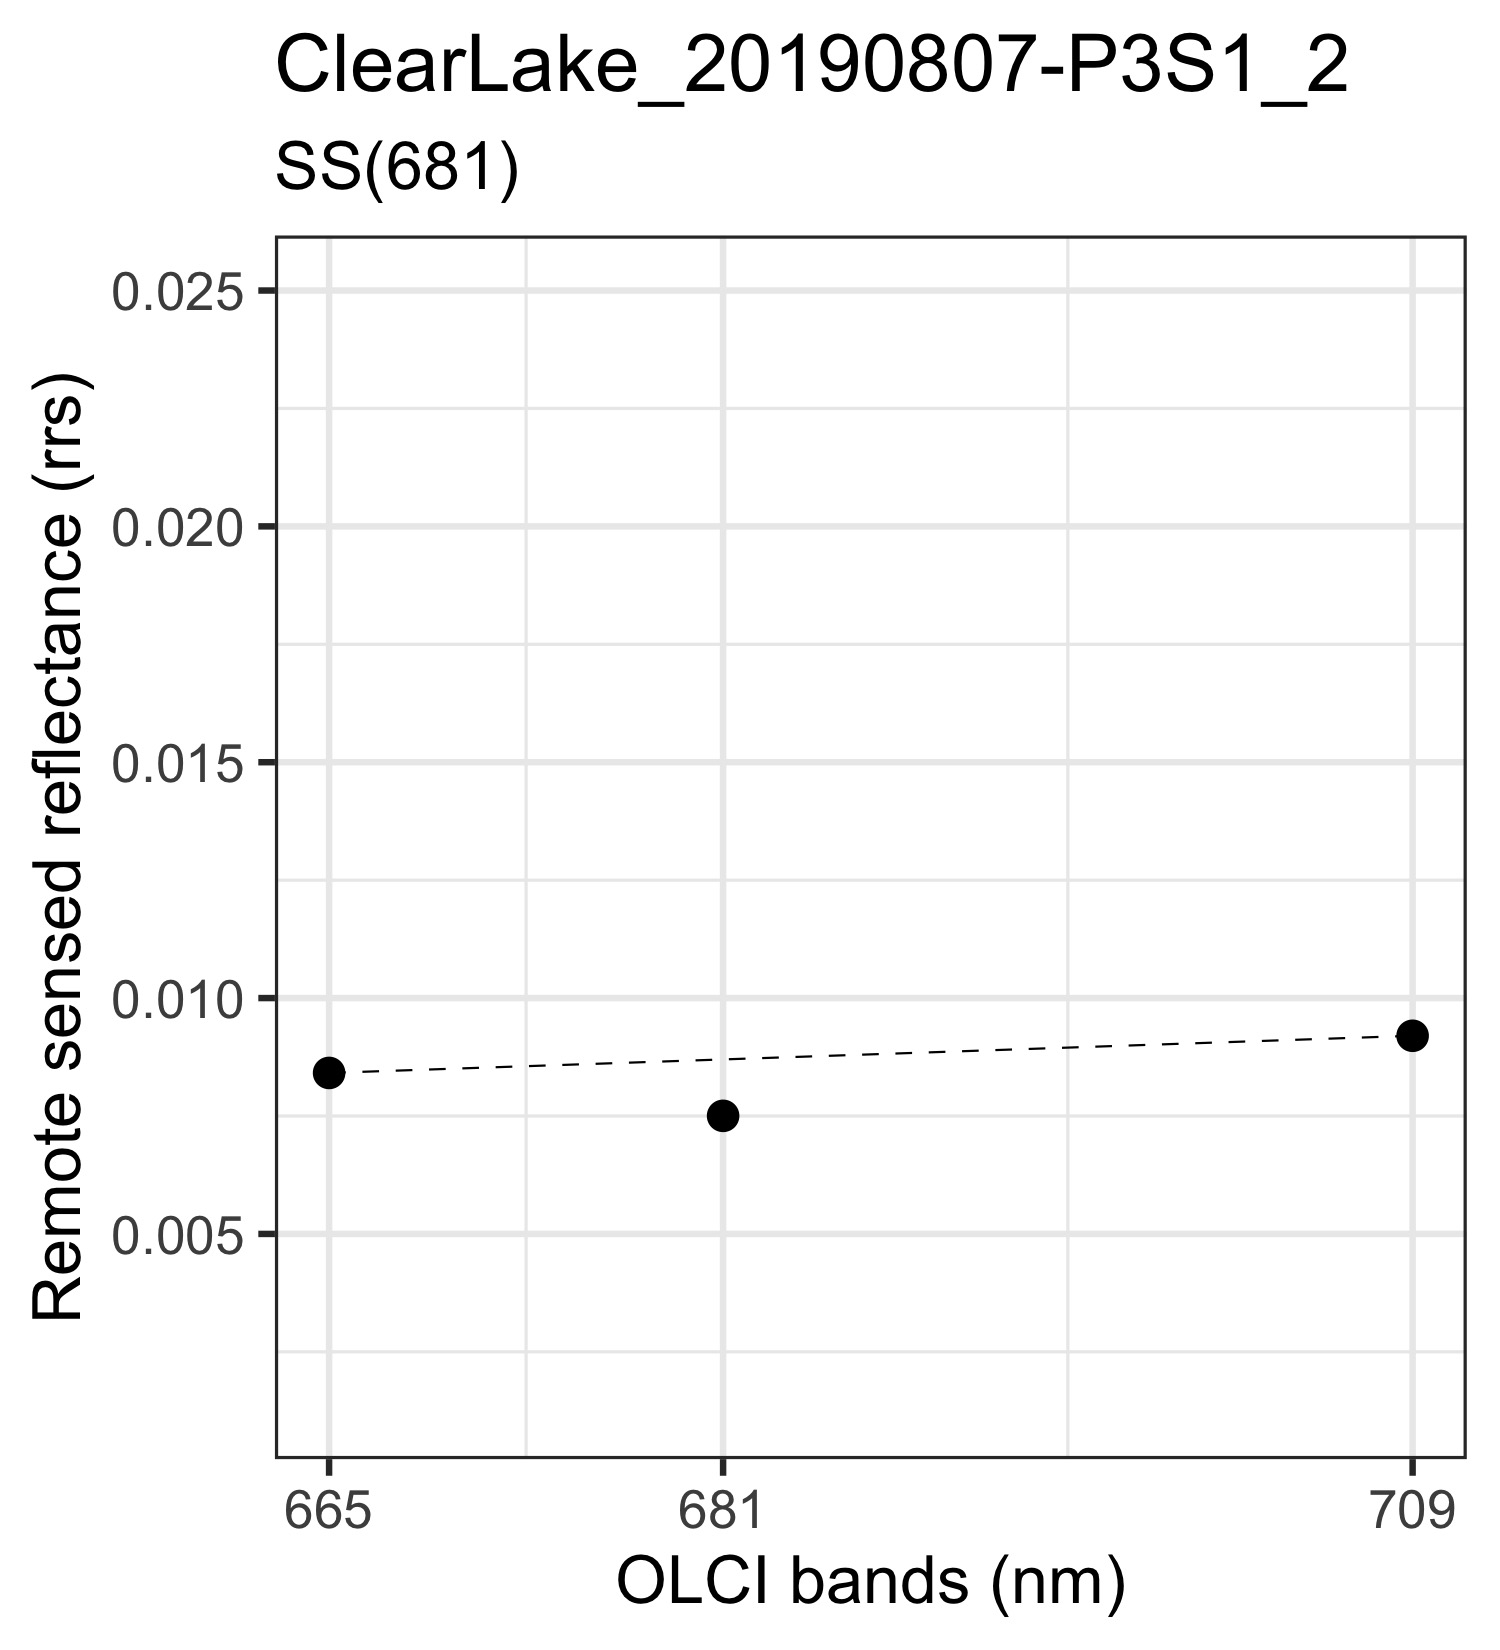 ClearLake_20190807-P3S1_2
SS(681)
Remote sensed reflectance (rrs)
0.025
0.020
0.015
0.010
0.005
665 681 709
OLCI bands (nm)